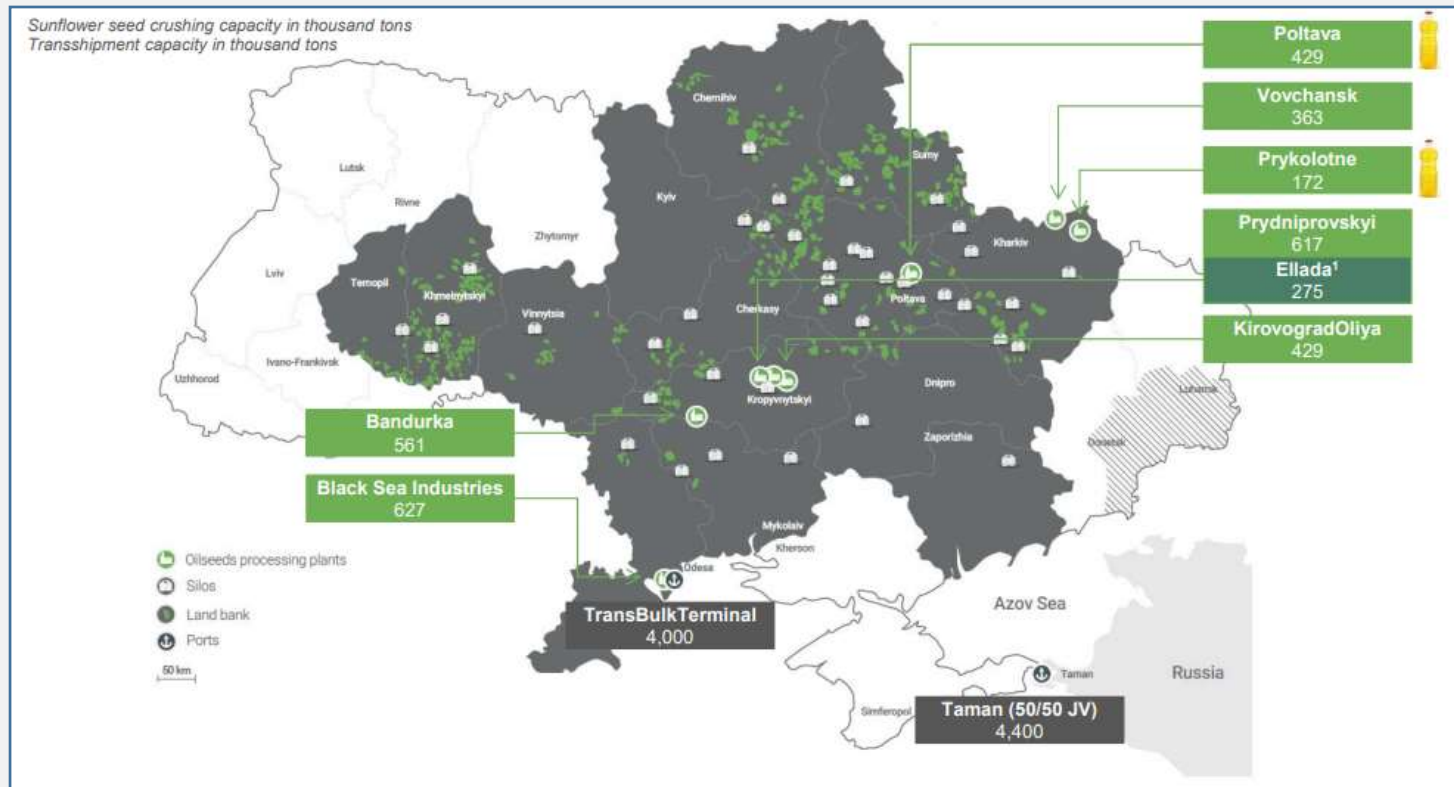 Sunflower seed crushing capacity in thousand tons
Transshipment capacity in thousand tons
Poltava
429
Vovchansk
363
Prykolotne
172
Prydniprovskyi
617
Ellada¹
275
KirovogradOliya
429
Chernihiv
Sumy
Lutsk
Rivne
Kyiv
Zhytomyr
Kharkiv
Lviv
Ternopil
Khmelnytskyi
Vinnytsia
Cherkasy
Poltava
Ivano-Frankivsk
Uzhhorod
Dnipro
Kropyvnytskyi
Luhansk
Donetsk
Zaporizhia
Bandurka
561
Black Sea Industries
627
Mykolaiv
Kherson
Odesa
Oilseeds processing plants
Silos
Land bank
Ports
50 km
TransBulkTerminal
4,000
Azov Sea
Taman
Russia
Simferopol
Taman (50/50 JV)
4,400